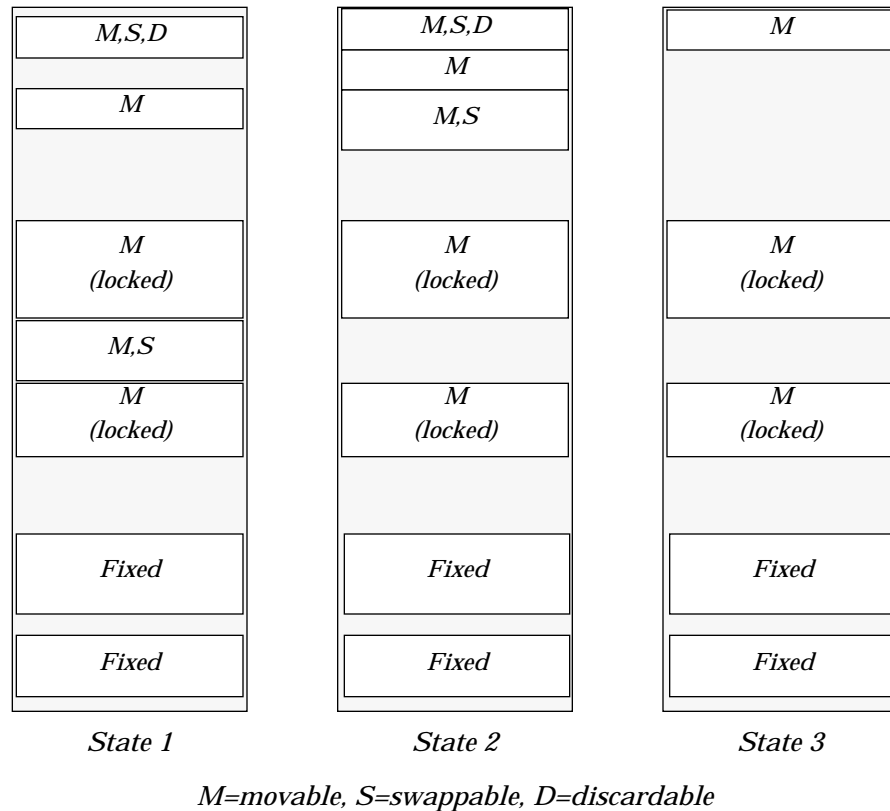 M,S,D
M
M
(locked)
M,S
M
(locked)
Fixed
Fixed
State 1
M,S,D
M
M,S
M
(locked)
M
(locked)
Fixed
Fixed
State 2
M
M
(locked)
M
(locked)
Fixed
Fixed
State 3
M=movable, S=swappable, D=discardable